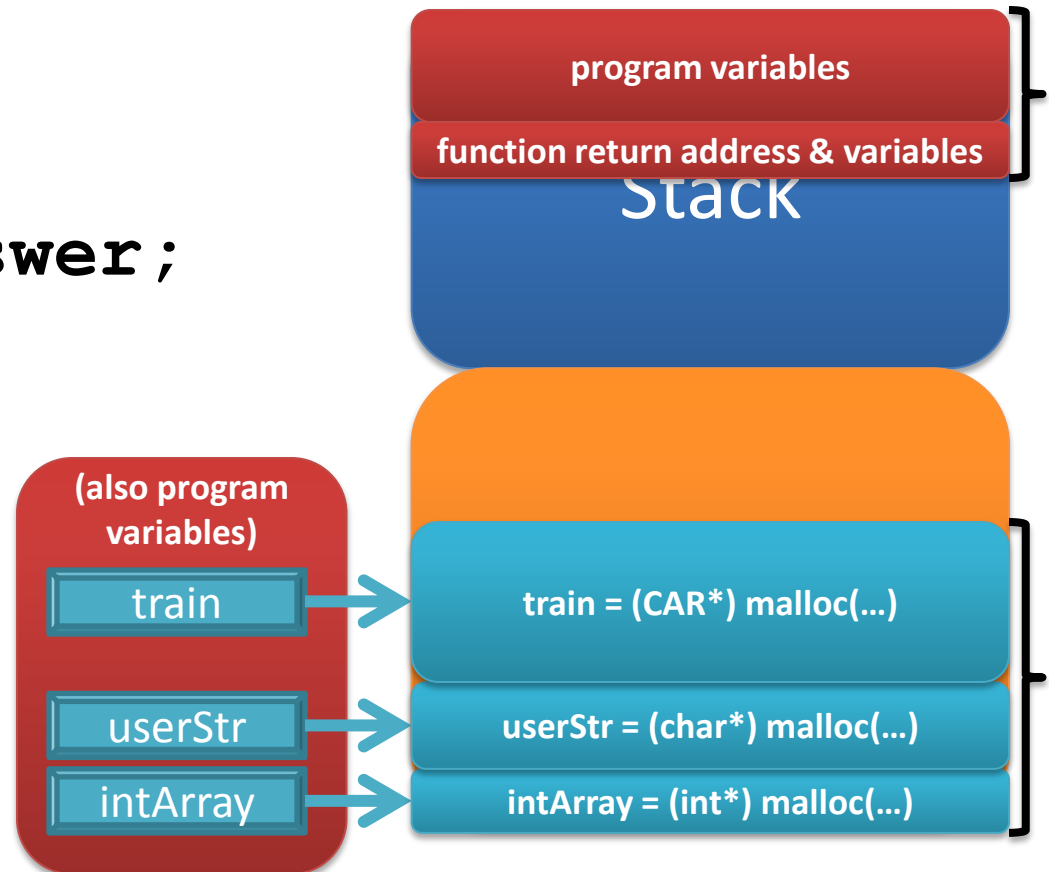 program variables
function return address & variables
Stack
swer;
(also program
variables)
train
train = (CAR*) malloc(…)
userStr
userStr = (char*) malloc(…)
intArray
intArray = (int*) malloc(…)